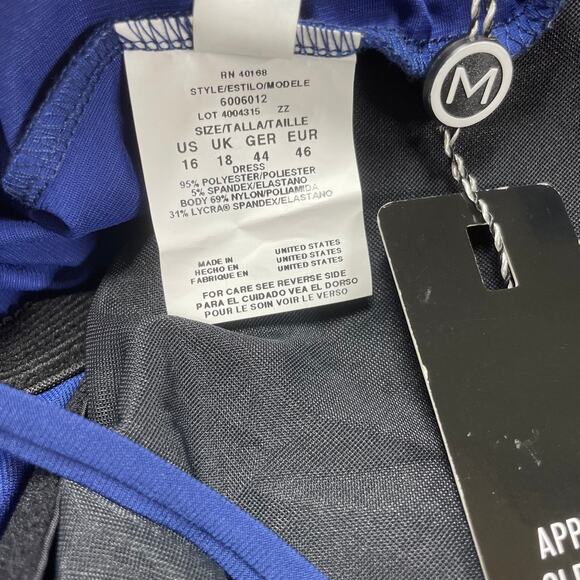 RN 40168
STYLE/ESTILO/MODELE
6006012
LOT 4004315 ZZ
SIZE/TALLA/TAILLE
US UK GER EUR
16 18 44 46
DRESS
95% POLYESTER/POLIESTER
5% SPANDEX/ELASTANO
BODY 69% NYLON/POLIAMIDA
31% LYCRA® SPANDEX/ELASTANO
MADE IN UNITED STATES
HECHO EN UNITED STATES
FABRIQUE EN UNITED STATES
FOR CARE SEE REVERSE SIDE
PARA EL CUIDADO VEA EL DORSO
POUR LE SOIN VOIR LE VERSO
M
APP